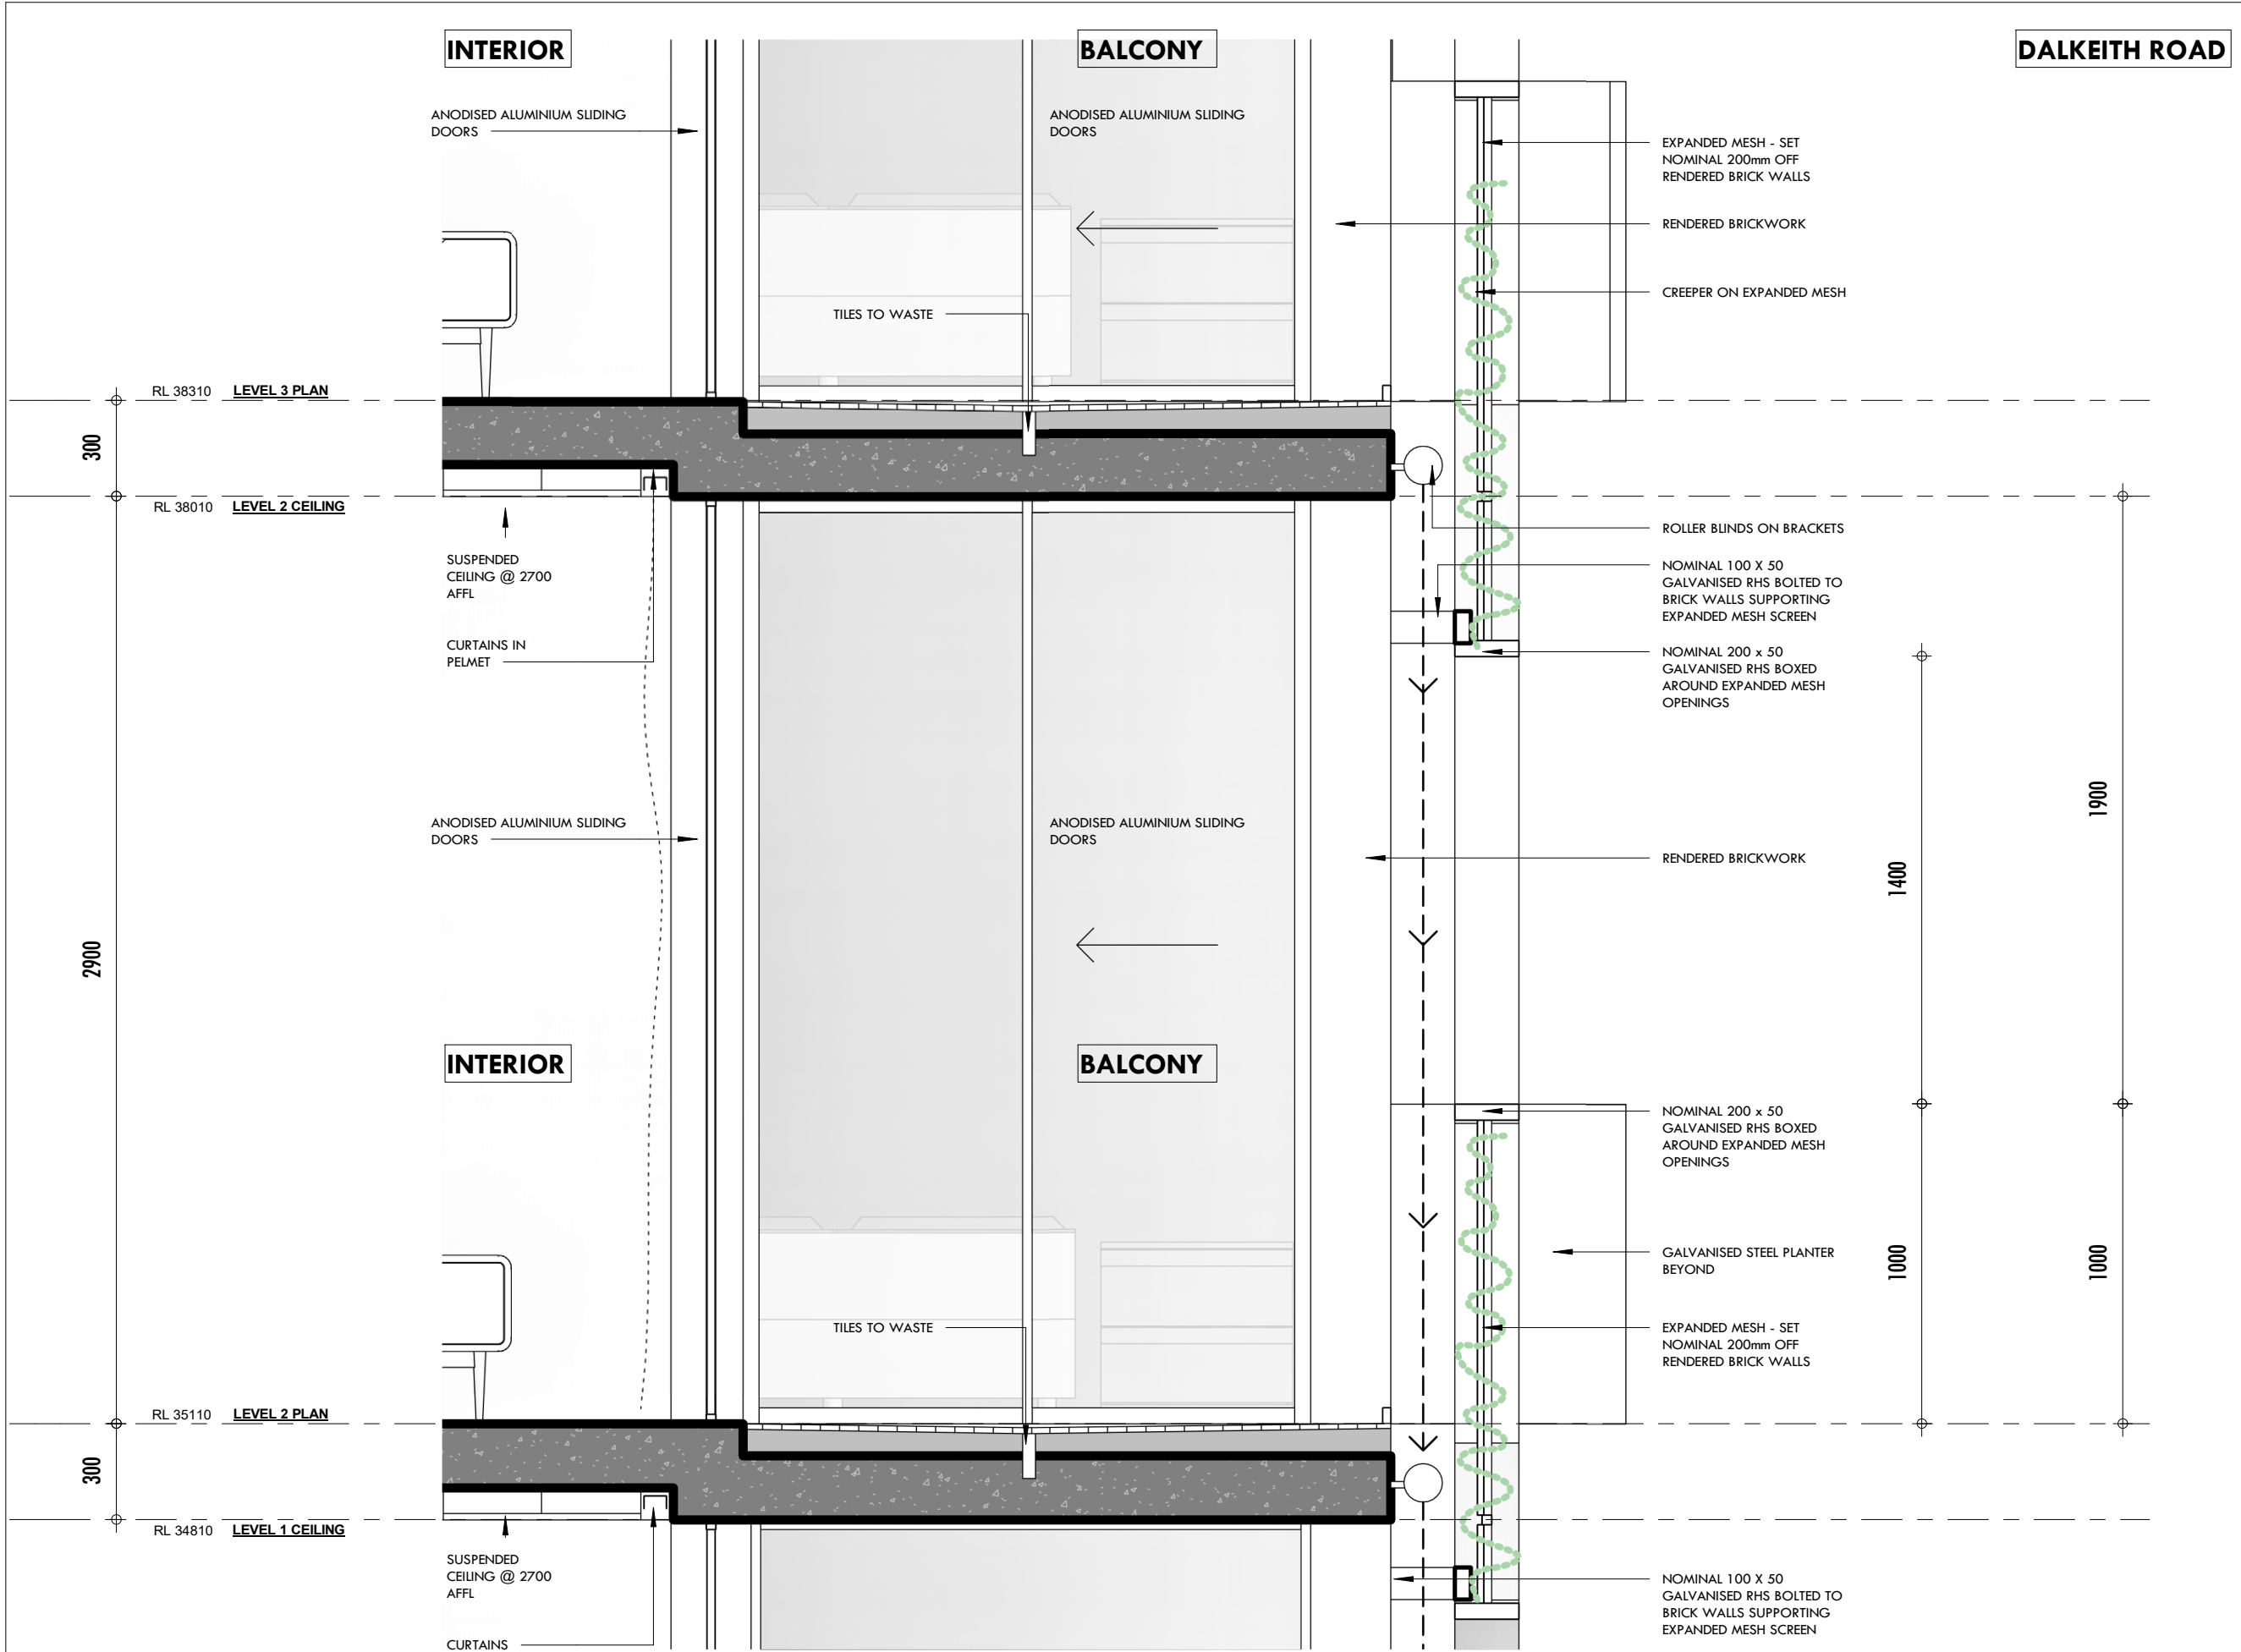 INTERIOR
BALCONY
DALKEITH ROAD
ANODISED ALUMINIUM SLIDING
DOORS
ANODISED ALUMINIUM SLIDING
DOORS
EXPANDED MESH - SET
NOMINAL 200mm OFF
RENDERED BRICK WALLS
RENDERED BRICKWORK
CREEPER ON EXPANDED MESH
TILES TO WASTE
RL 38310 LEVEL 3 PLAN
300
RL 38010 LEVEL 2 CEILING
SUSPENDED
CEILING @ 2700
AFFL
CURTAINS IN
PELMET
ROLLER BLINDS ON BRACKETS
NOMINAL 100 X 50
GALVANISED RHS BOLTED TO
BRICK WALLS SUPPORTING
EXPANDED MESH SCREEN
NOMINAL 200 x 50
GALVANISED RHS BOXED
AROUND EXPANDED MESH
OPENINGS
ANODISED ALUMINIUM SLIDING
DOORS
ANODISED ALUMINIUM SLIDING
DOORS
RENDERED BRICKWORK
1400
1900
2900
INTERIOR
BALCONY
NOMINAL 200 x 50
GALVANISED RHS BOXED
AROUND EXPANDED MESH
OPENINGS
GALVANISED STEEL PLANTER
BEYOND
1000
1000
TILES TO WASTE
EXPANDED MESH - SET
NOMINAL 200mm OFF
RENDERED BRICK WALLS
RL 35110 LEVEL 2 PLAN
300
RL 34810 LEVEL 1 CEILING
SUSPENDED
CEILING @ 2700
AFFL
CURTAINS
NOMINAL 100 X 50
GALVANISED RHS BOLTED TO
BRICK WALLS SUPPORTING
EXPANDED MESH SCREEN